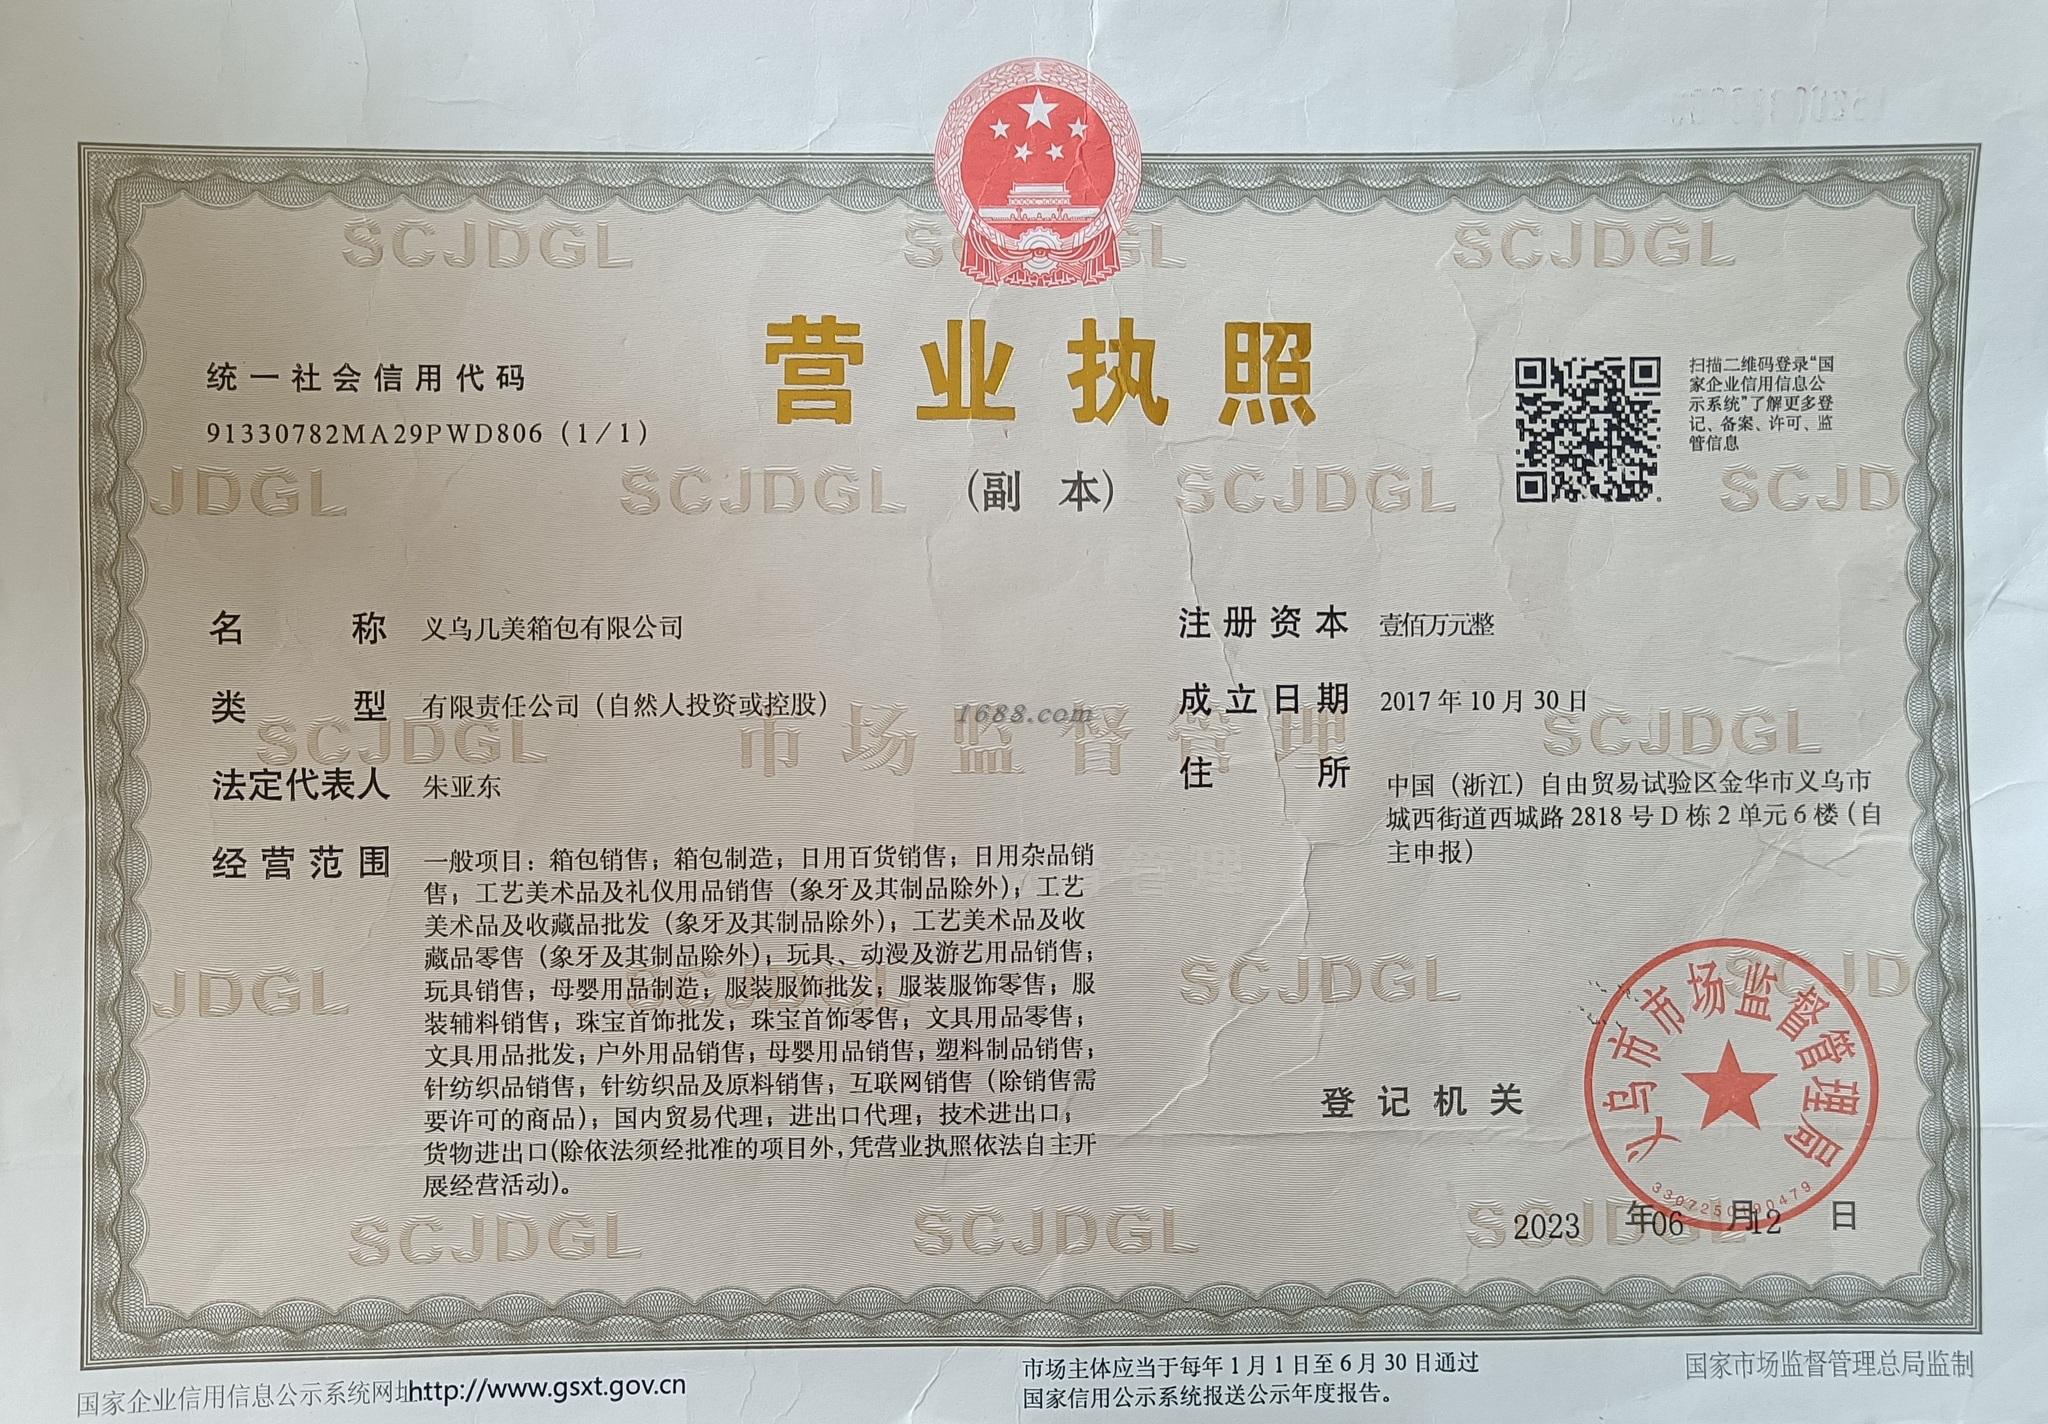 营业执照
(副 本)
统一社会信用代码
91330782MA29PWD806 (1/1)
扫描二维码登录“国
家企业信用信息公
示系统”了解更多登
记、备案、许可、监
管信息
名 称 义乌几美箱包有限公司
类 型 有限责任公司（自然人投资或控股）
法定代表人 朱亚东
经营范围 一般项目：箱包销售；箱包制造；日用百货销售；日用杂品销
售；工艺美术品及礼仪用品销售（象牙及其制品除外）；工艺
美术品及收藏品批发（象牙及其制品除外）；工艺美术品及收
藏品零售（象牙及其制品除外）；玩具、动漫及游艺用品销售；
玩具销售；母婴用品制造；服装服饰批发；服装服饰零售；服
装辅料销售；珠宝首饰批发；珠宝首饰零售；文具用品零售；
文具用品批发；户外用品销售；母婴用品销售；塑料制品销售；
针纺织品销售；针纺织品及原料销售；互联网销售（除销售需
要许可的商品）；国内贸易代理；进出口代理；技术进出口；
货物进出口(除依法须经批准的项目外,凭营业执照依法自主开
展经营活动)。
注册资本 壹佰万元整
成立日期 2017年10月30日
住 所 中国（浙江）自由贸易试验区金华市义乌市
城西街道西城路2818号D栋2单元6楼（自
主申报）
1688.com
SCJDGL
市场监督管理
登记机关
义乌市市场监督管理局
3307250190479
2023 年06 月12 日
国家企业信用信息公示系统网址http://www.gsxt.gov.cn
市场主体应当于每年1月1日至6月30日通过
国家信用公示系统报送公示年度报告。
国家市场监督管理总局监制